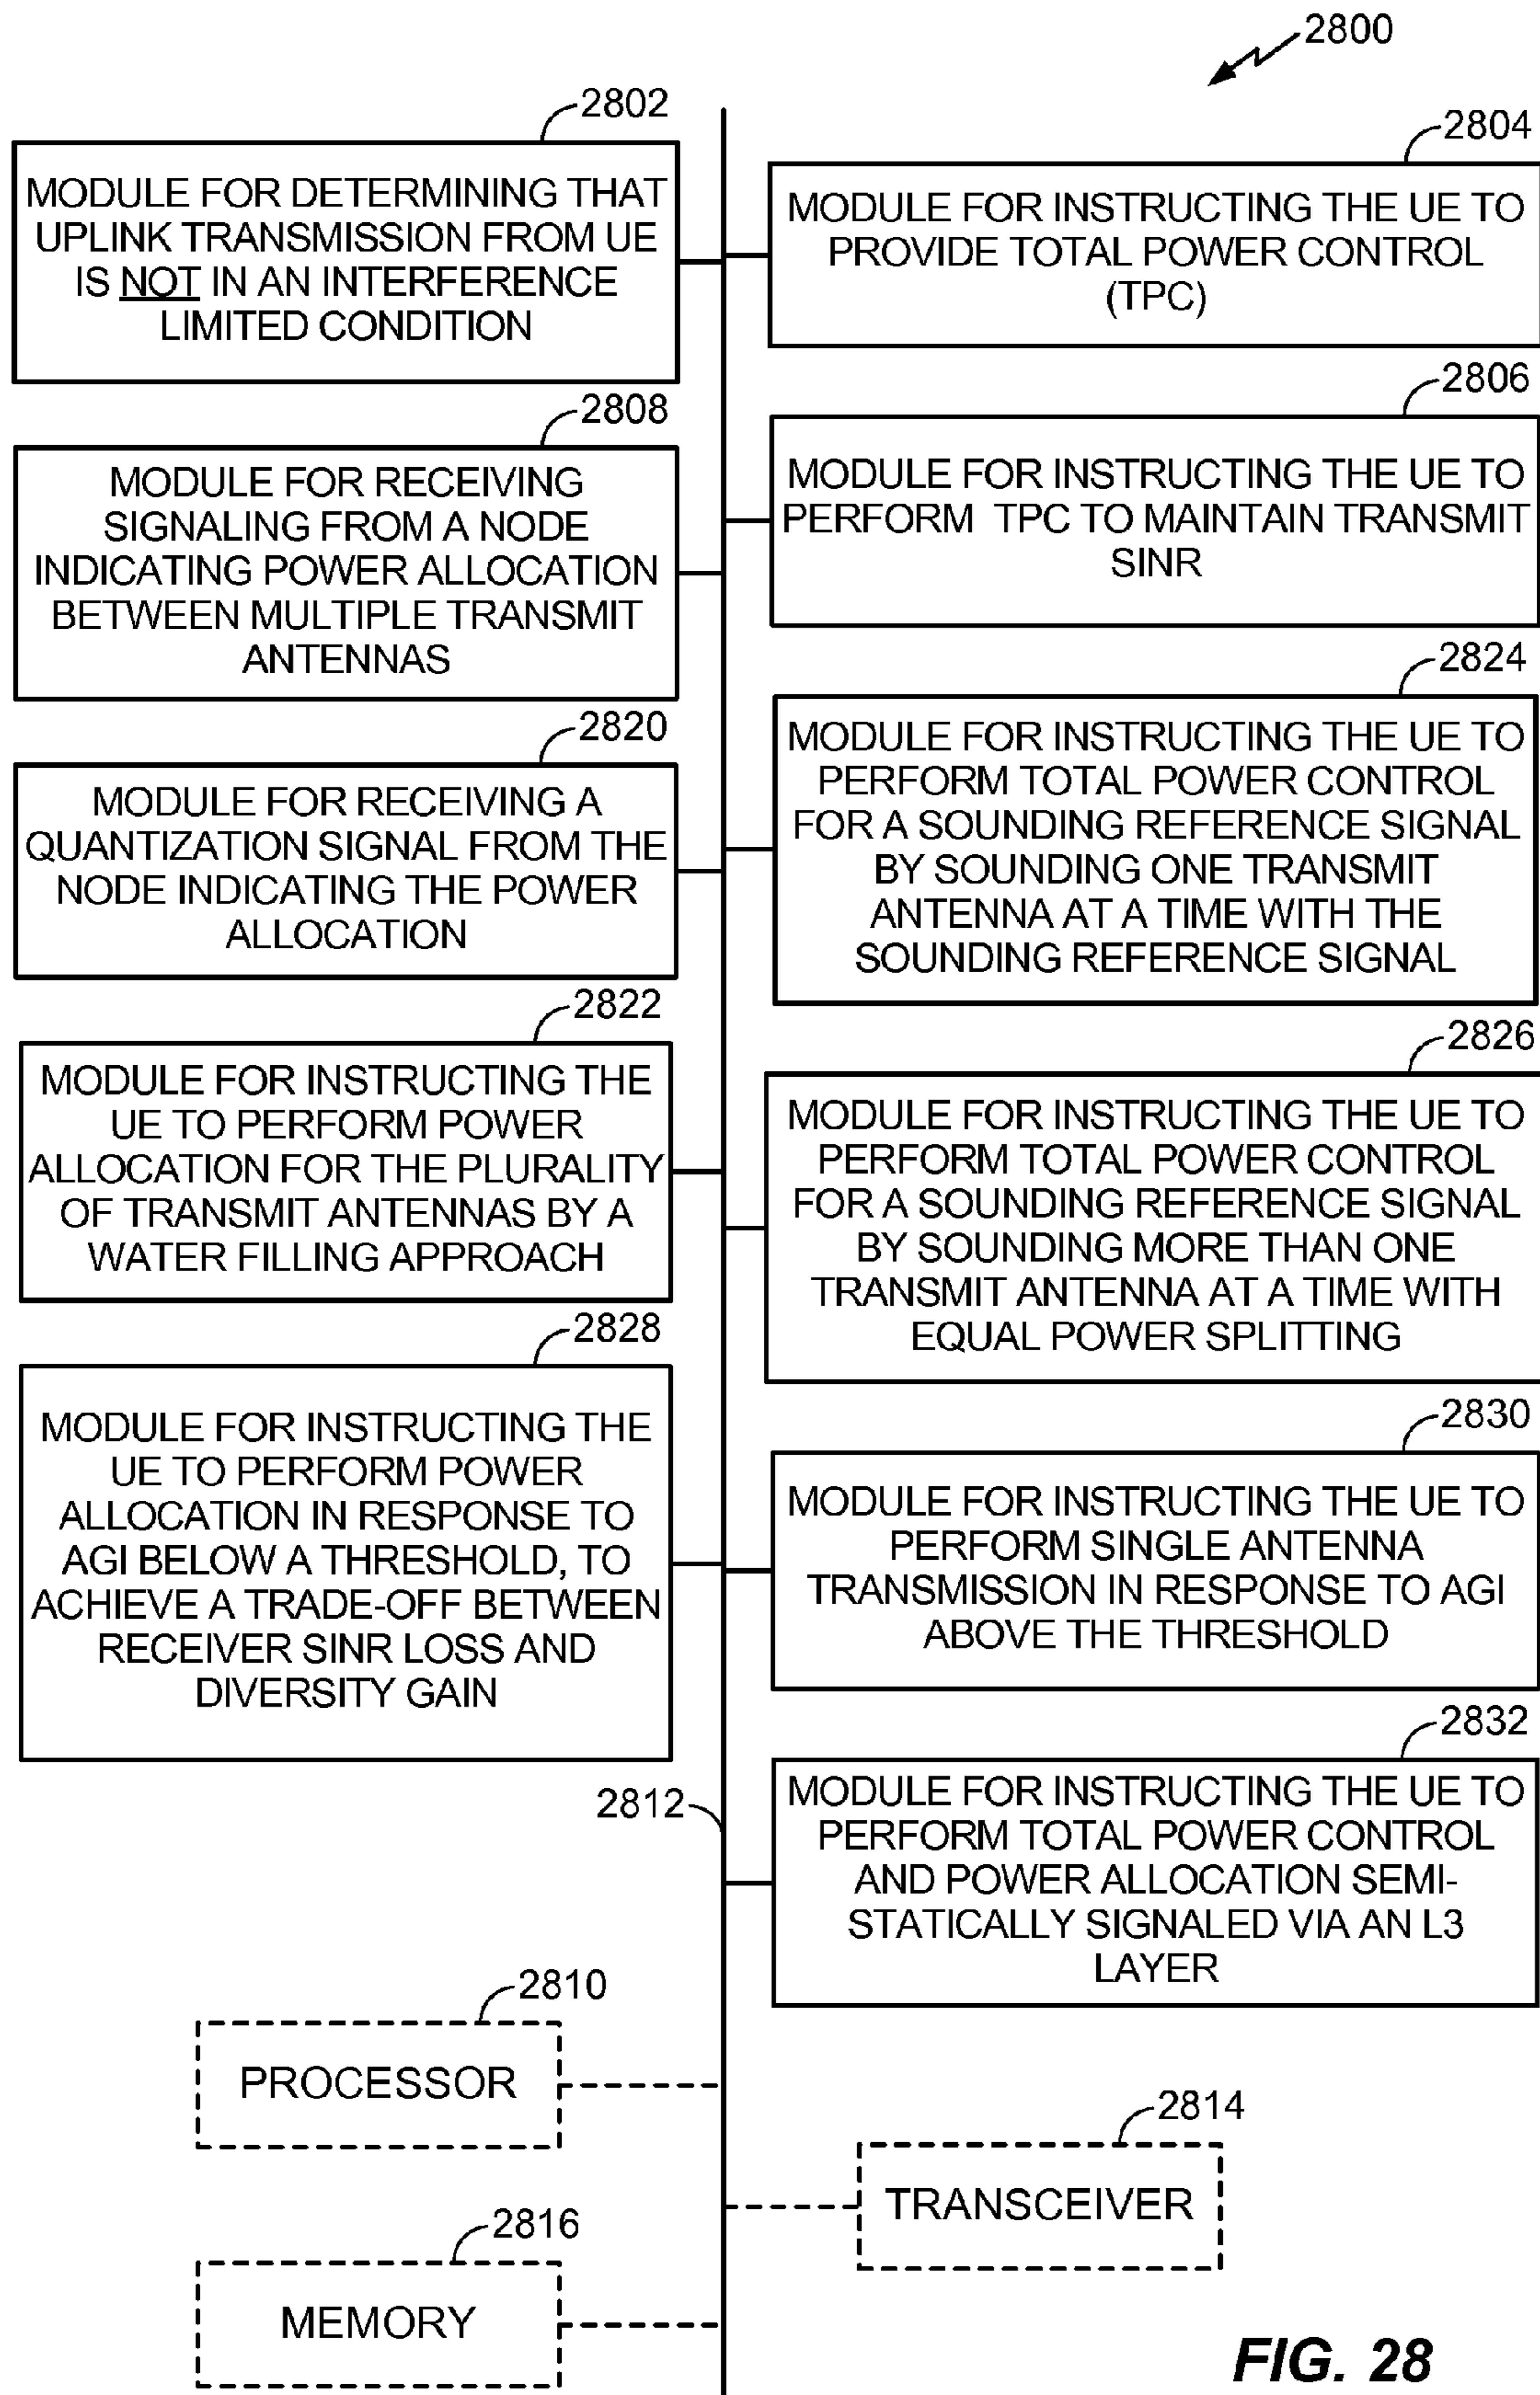 2800
2802
MODULE FOR DETERMINING THAT
UPLINK TRANSMISSION FROM UE
IS NOT IN AN INTERFERENCE
LIMITED CONDITION
2804
MODULE FOR INSTRUCTING THE UE TO
PROVIDE TOTAL POWER CONTROL
(TPC)
2808
MODULE FOR RECEIVING
SIGNALING FROM A NODE
INDICATING POWER ALLOCATION
BETWEEN MULTIPLE TRANSMIT
ANTENNAS
2806
MODULE FOR INSTRUCTING THE UE TO
PERFORM TPC TO MAINTAIN TRANSMIT
SINR
2820
MODULE FOR RECEIVING A
QUANTIZATION SIGNAL FROM THE
NODE INDICATING THE POWER
ALLOCATION
2824
MODULE FOR INSTRUCTING THE UE TO
PERFORM TOTAL POWER CONTROL
FOR A SOUNDING REFERENCE SIGNAL
BY SOUNDING ONE TRANSMIT
ANTENNA AT A TIME WITH THE
SOUNDING REFERENCE SIGNAL
2822
MODULE FOR INSTRUCTING THE
UE TO PERFORM POWER
ALLOCATION FOR THE PLURALITY
OF TRANSMIT ANTENNAS BY A
WATER FILLING APPROACH
2826
MODULE FOR INSTRUCTING THE UE TO
PERFORM TOTAL POWER CONTROL
FOR A SOUNDING REFERENCE SIGNAL
BY SOUNDING MORE THAN ONE
TRANSMIT ANTENNA AT A TIME WITH
EQUAL POWER SPLITTING
2828
MODULE FOR INSTRUCTING THE
UE TO PERFORM POWER
ALLOCATION IN RESPONSE TO
AGI BELOW A THRESHOLD, TO
ACHIEVE A TRADE-OFF BETWEEN
RECEIVER SINR LOSS AND
DIVERSITY GAIN
2830
MODULE FOR INSTRUCTING THE UE TO
PERFORM SINGLE ANTENNA
TRANSMISSION IN RESPONSE TO AGI
ABOVE THE THRESHOLD
2812
2832
MODULE FOR INSTRUCTING THE UE TO
PERFORM TOTAL POWER CONTROL
AND POWER ALLOCATION SEMI-
STATICALLY SIGNALED VIA AN L3
LAYER
2810
PROCESSOR
2814
TRANSCEIVER
2816
MEMORY
FIG. 28